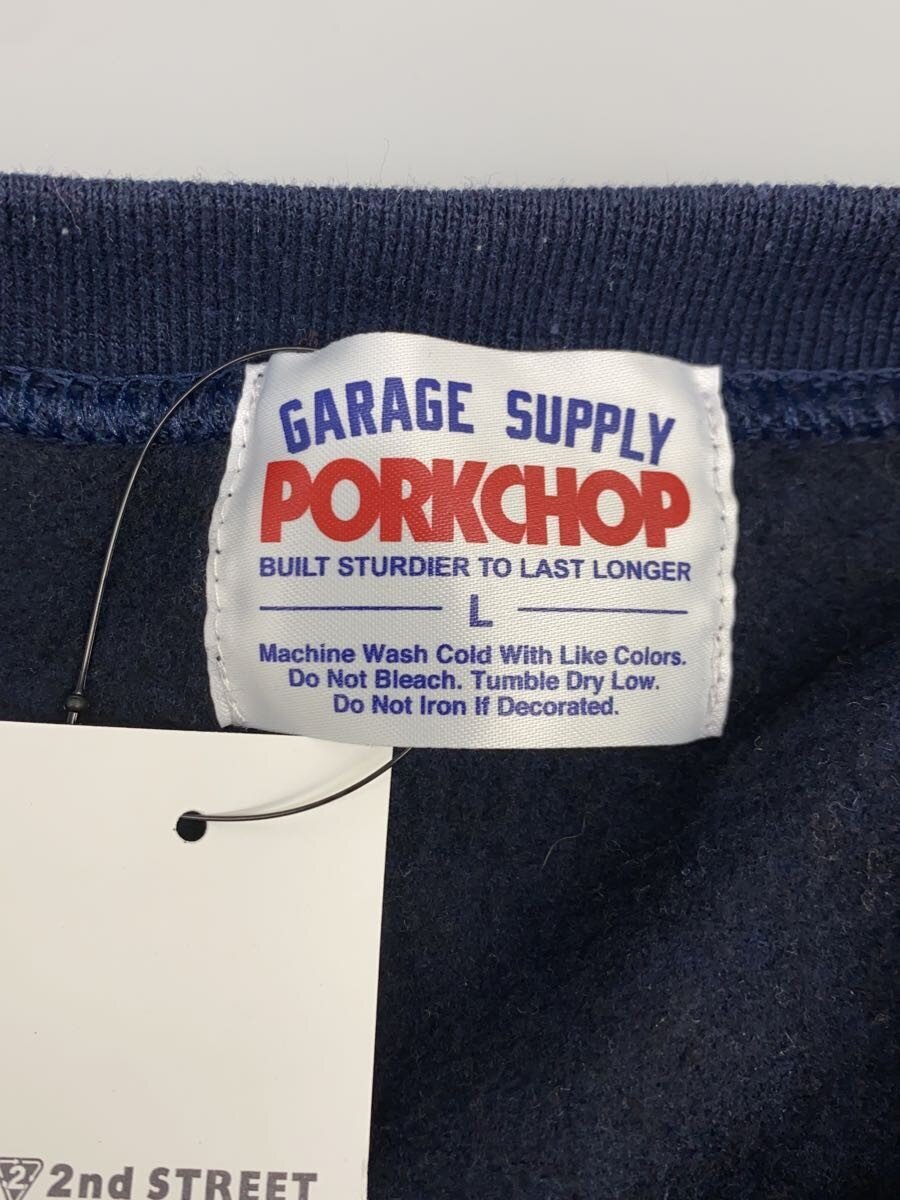 GARAGE SUPPLY
PORKCHOP
BUILT STURDIER TO LAST LONGER
L
Machine Wash Cold With Like Colors.
Do Not Bleach. Tumble Dry Low.
Do Not Iron If Decorated.
2 2nd STREET